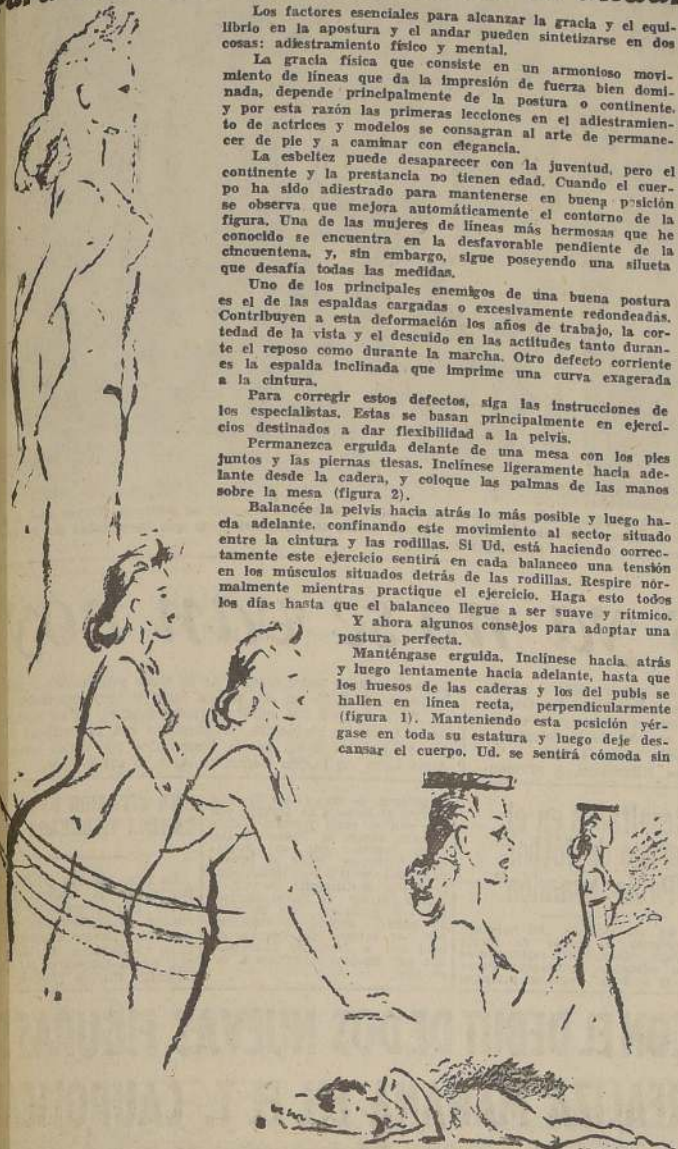 Los factores esenciales para alcanzar la gracia y el equi-
librio en la apostura y el andar pueden sintetizarse en dos
cosas: adiestramiento físico y mental.
La gracia física que consiste en un armonioso movi-
miento de líneas que da la impresión de fuerza bien domi-
nada, depende principalmente de la postura o continente.
y por esta razón las primeras lecciones en el adiestramien-
to de actrices y modelos se consagran al arte de permane-
cer de pie y a caminar con elegancia.
La esbeltez puede desaparecer con la juventud, pero el
continente y la prestancia no tienen edad. Cuando el cuer-
po ha sido adiestrado para mantenerse en buena posición
se observa que mejora automáticamente el contorno de la
figura. Una de las mujeres de líneas más hermosas que he
conocido se encuentra en la desfavorable pendiente de la
cincuentena, y, sin embargo, sigue poseyendo una silueta
que desafía todas las medidas.
Uno de los principales enemigos de una buena postura
es el de las espaldas cargadas o excesivamente redondeadas.
Contribuyen a esta deformación los años de trabajo, la cor-
tedad de la vista y el descuido en las actitudes tanto duran-
te el reposo como durante la marcha. Otro defecto corriente
es la espalda inclinada que imprime una curva exagerada
a la cintura.
Para corregir estos defectos, siga las instrucciones de
los especialistas. Estas se basan principalmente en ejerci-
cios destinados a dar flexibilidad a la pelvis.
Permanezca erguida delante de una mesa con los pies
juntos y las piernas tiesas. Inclínese ligeramente hacia ade-
lante desde la cadera, y coloque las palmas de las manos
sobre la mesa (figura 2).
Balancée la pelvis hacia atrás lo más posible y luego ha-
cia adelante. confinando este movimiento al sector situado
entre la cintura y las rodillas. Si Ud, está haciendo correc-
tamente este ejercicio sentirá en cada balanceo una tensión
en los músculos situados detrás de las rodillas. Respire nor-
malmente mientras practique el ejercicio. Haga esto todos
los días hasta que el balanceo llegue a ser suave y rítmico.
Y ahora algunos consejos para adoptar una
postura perfecta.
Manténgase erguida. Inclínese hacia atrás
y luego lentamente hacia adelante, hasta que
los huesos de las caderas y los del pubis se
hallen en línea recta, perpendicularmente
(figura 1). Manteniendo esta posición yér-
gase en toda su estatura y luego deje des-
cansar el cuerpo. Ud. se sentirá cómoda sin